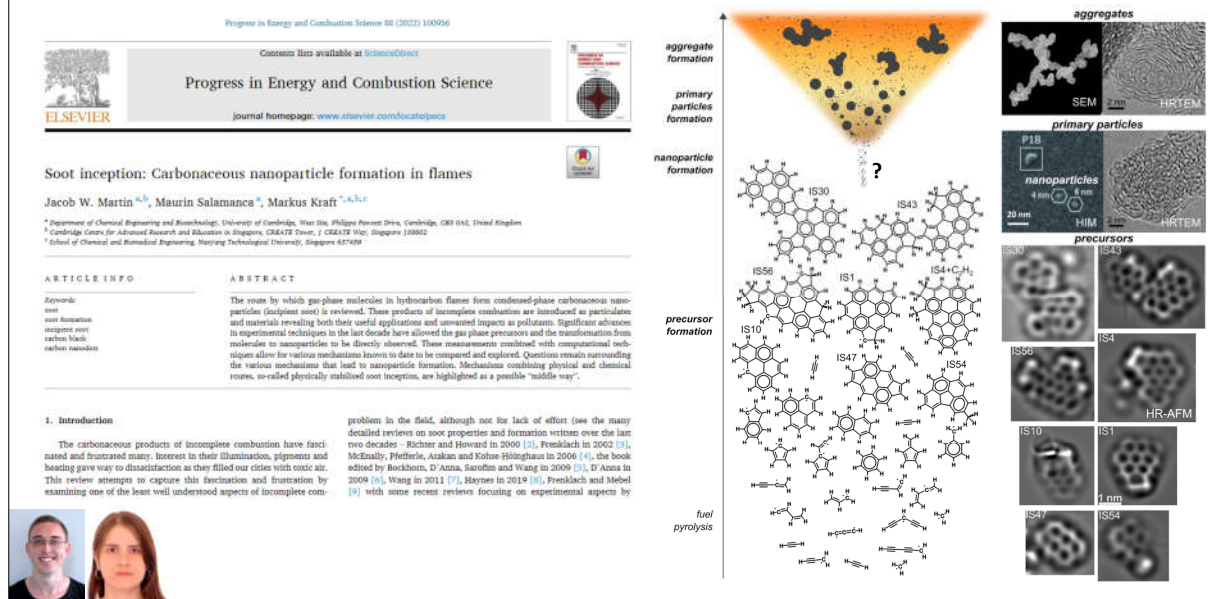 Progress in Energy and Combustion Science 88 (2022) 100956
Contents lists available at ScienceDirect
Progress in Energy and Combustion Science
journal homepage: www.elsevier.com/locate/pecs
ELSEVIER
Check for
updates
Soot inception: Carbonaceous nanoparticle formation in flames
Jacob W. Martin a,b, Maurin Salamanca a, Markus Kraft *,a,b,c
a Department of Chemical Engineering and Biotechnology, University of Cambridge, West Site, Philippa Fawcett Drive, Cambridge, CB3 0AS, United Kingdom
b Cambridge Centre for Advanced Research and Education in Singapore, CREATE Tower, 1 CREATE Way, Singapore 138602
c School of Chemical and Biomedical Engineering, Nanyang Technological University, Singapore 637459
ARTICLE INFO
Keywords
soot
soot formation
incipient soot
carbon black
carbon nanodots
ABSTRACT
The route by which gas-phase molecules in hydrocarbon flames form condensed-phase carbonaceous nano-
particles (incipient soot) is reviewed. These products of incomplete combustion are introduced as particulates
and materials revealing both their useful applications and unwanted impacts as pollutants. Significant advances
in experimental techniques in the last decade have allowed the gas phase precursors and the transformation from
molecules to nanoparticles to be directly observed. These measurements combined with computational tech-
niques allow for various mechanisms known to date to be compared and explored. Questions remain surrounding
the various mechanisms that lead to nanoparticle formation. Mechanisms combining physical and chemical
routes, so-called physically stabilised soot inception, are highlighted as a possible "middle way".
1. Introduction
The carbonaceous products of incomplete combustion have fasci-
nated and frustrated many. Interest in their illumination, pigments and
heating gave way to dissatisfaction as they filled our cities with toxic air.
This review attempts to capture this fascination and frustration by
examining one of the least well understood aspects of incomplete com-
problem in the field, although not for lack of effort (see the many
detailed reviews on soot properties and formation written over the last
two decades - Richter and Howard in 2000 [2], Frenklach in 2002 [3],
McEnally, Pfefferle, Atakan and Kohse-Höinghaus in 2006 [4], the book
edited by Bockhorn, D'Anna, Sarofim and Wang in 2009 [5], D'Anna in
2009 [6], Wang in 2011 [7], Haynes in 2019 [8], Frenklach and Mebel
[9] with some recent reviews focusing on experimental aspects by
aggregate
formation
primary
particles
formation
nanoparticle
formation
?
precursor
formation
fuel
pyrolysis
IS30
IS43
IS56
IS1
IS4+C2H2
IS10
IS47
IS54
aggregates
SEM
2 nm
HRTEM
primary particles
P1B
nanoparticles
4 nm
6 nm
20 nm
HIM
2 nm
HRTEM
precursors
IS30
IS43
IS56
IS4
HR-AFM
IS10
IS1
1 nm
IS47
IS54